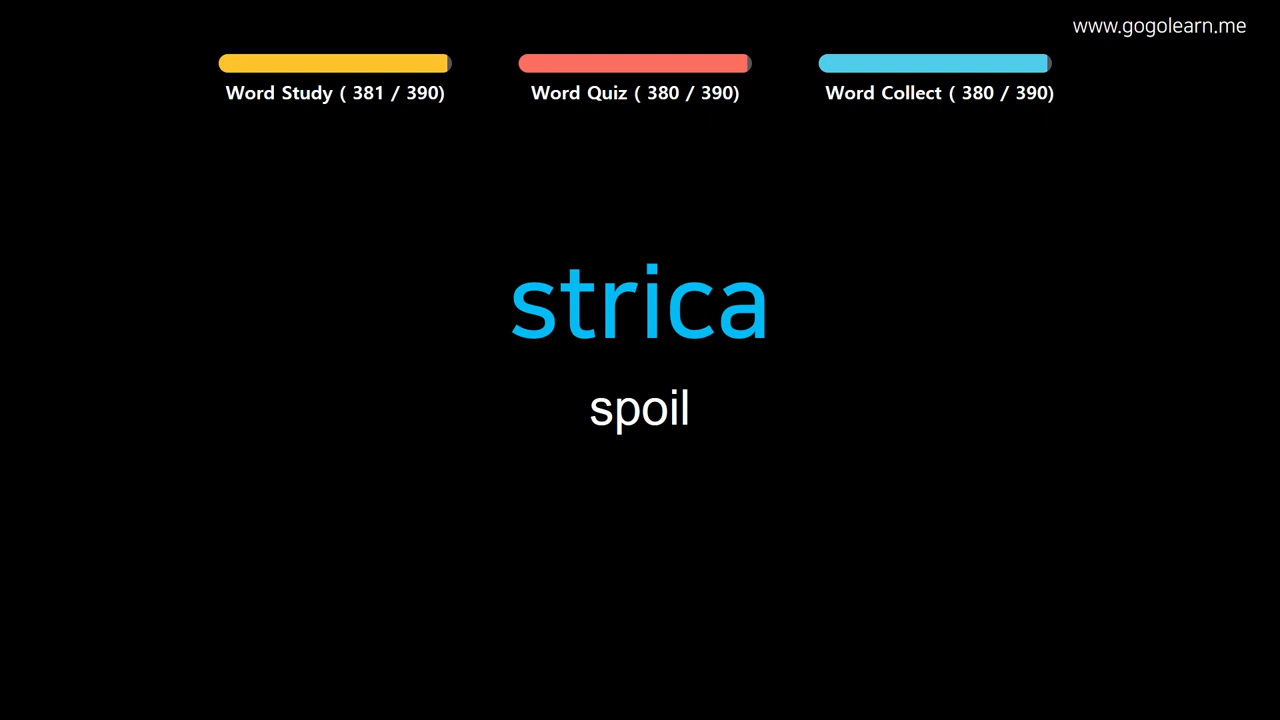 www.gogolearn.me
Word Study ( 381 / 390)
Word Quiz ( 380 / 390)
Word Collect ( 380 / 390)
strica
spoil